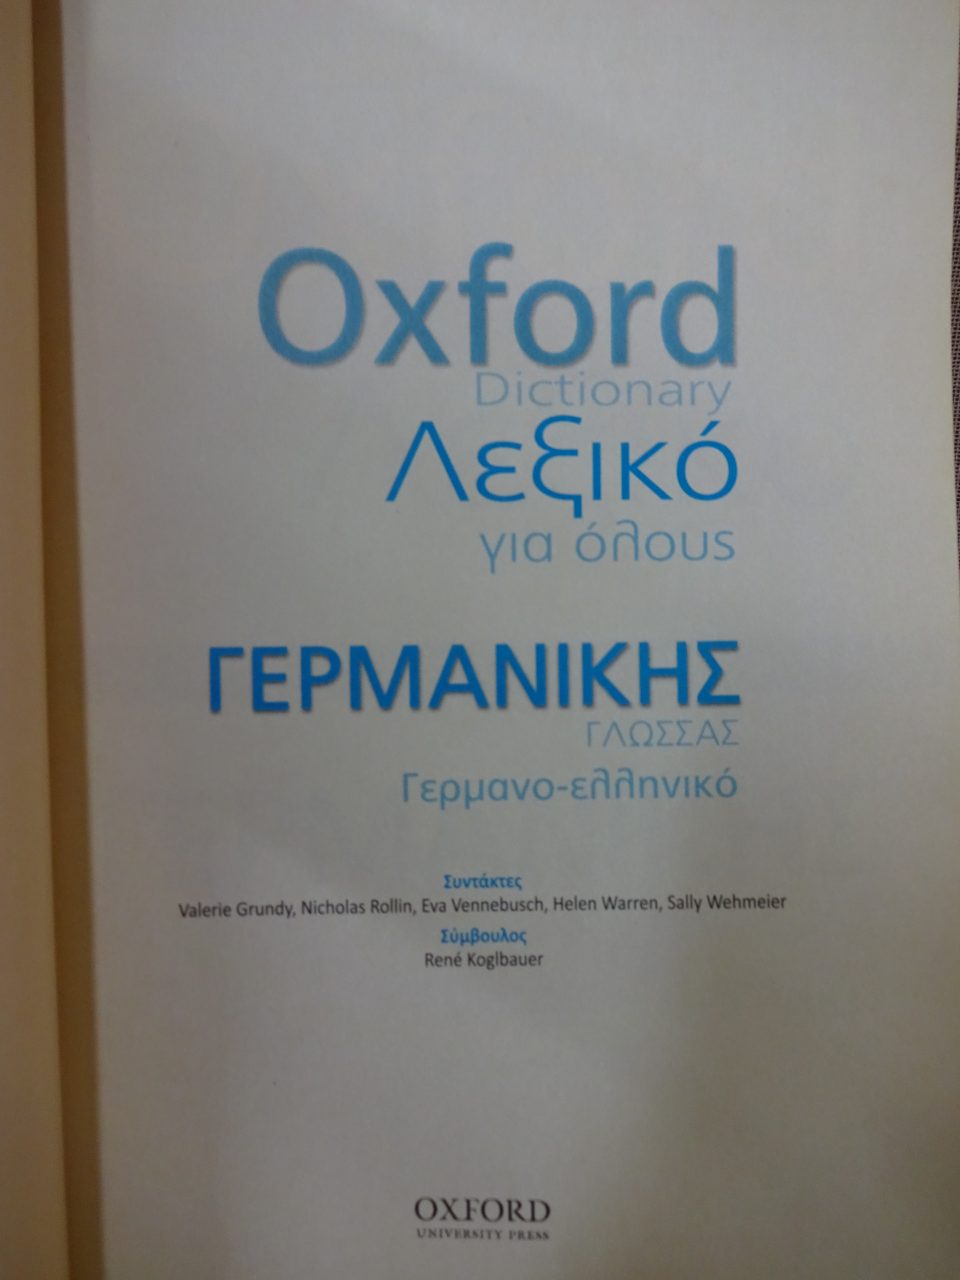 Oxford
Dictionary
Λεξικό
για όλους
ΓΕΡΜΑΝΙΚΗΣ
ΓΛΩΣΣΑΣ
Γερμανο-ελληνικό
Συντάκτες
Valerie Grundy, Nicholas Rollin, Eva Vennebusch, Helen Warren, Sally Wehmeier
Σύμβουλος
René Koglbauer
OXFORD
UNIVERSITY PRESS